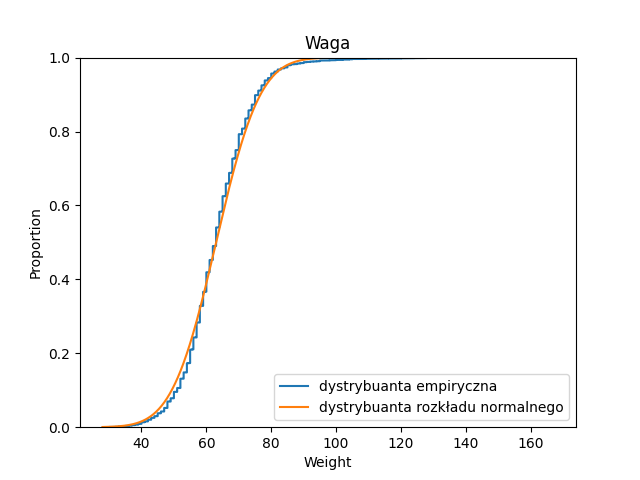 Waga
1.0
0.8
0.6
0.4
0.2
0.0
Proportion
dystrybuanta empiryczna
dystrybuanta rozkładu normalnego
40 60 80 100 120 140 160
Weight